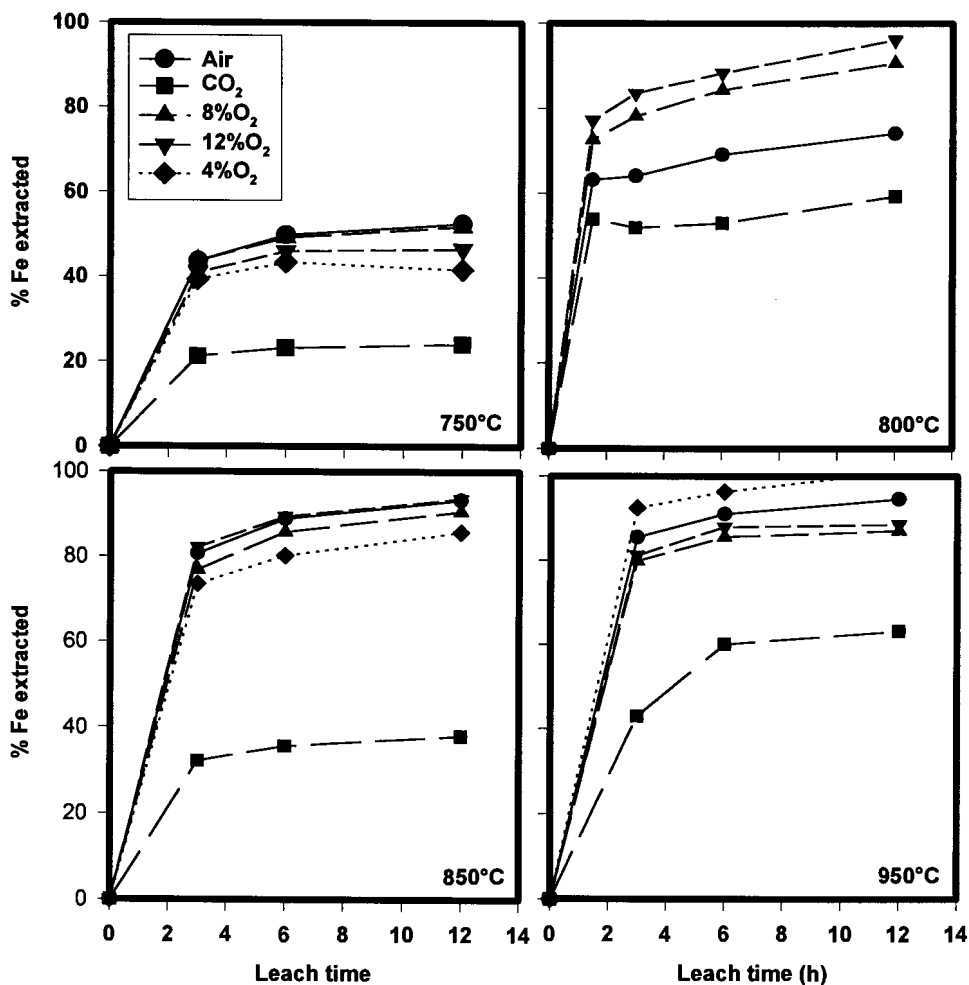 100
80
60
40
20
0
% Fe extracted
Air
CO₂
8%O₂
12%O₂
4%O₂
750°C
800°C
100
80
60
40
20
0
% Fe extracted
850°C
950°C
0 2 4 6 8 10 12 14
0 2 4 6 8 10 12 14
Leach time
Leach time (h)